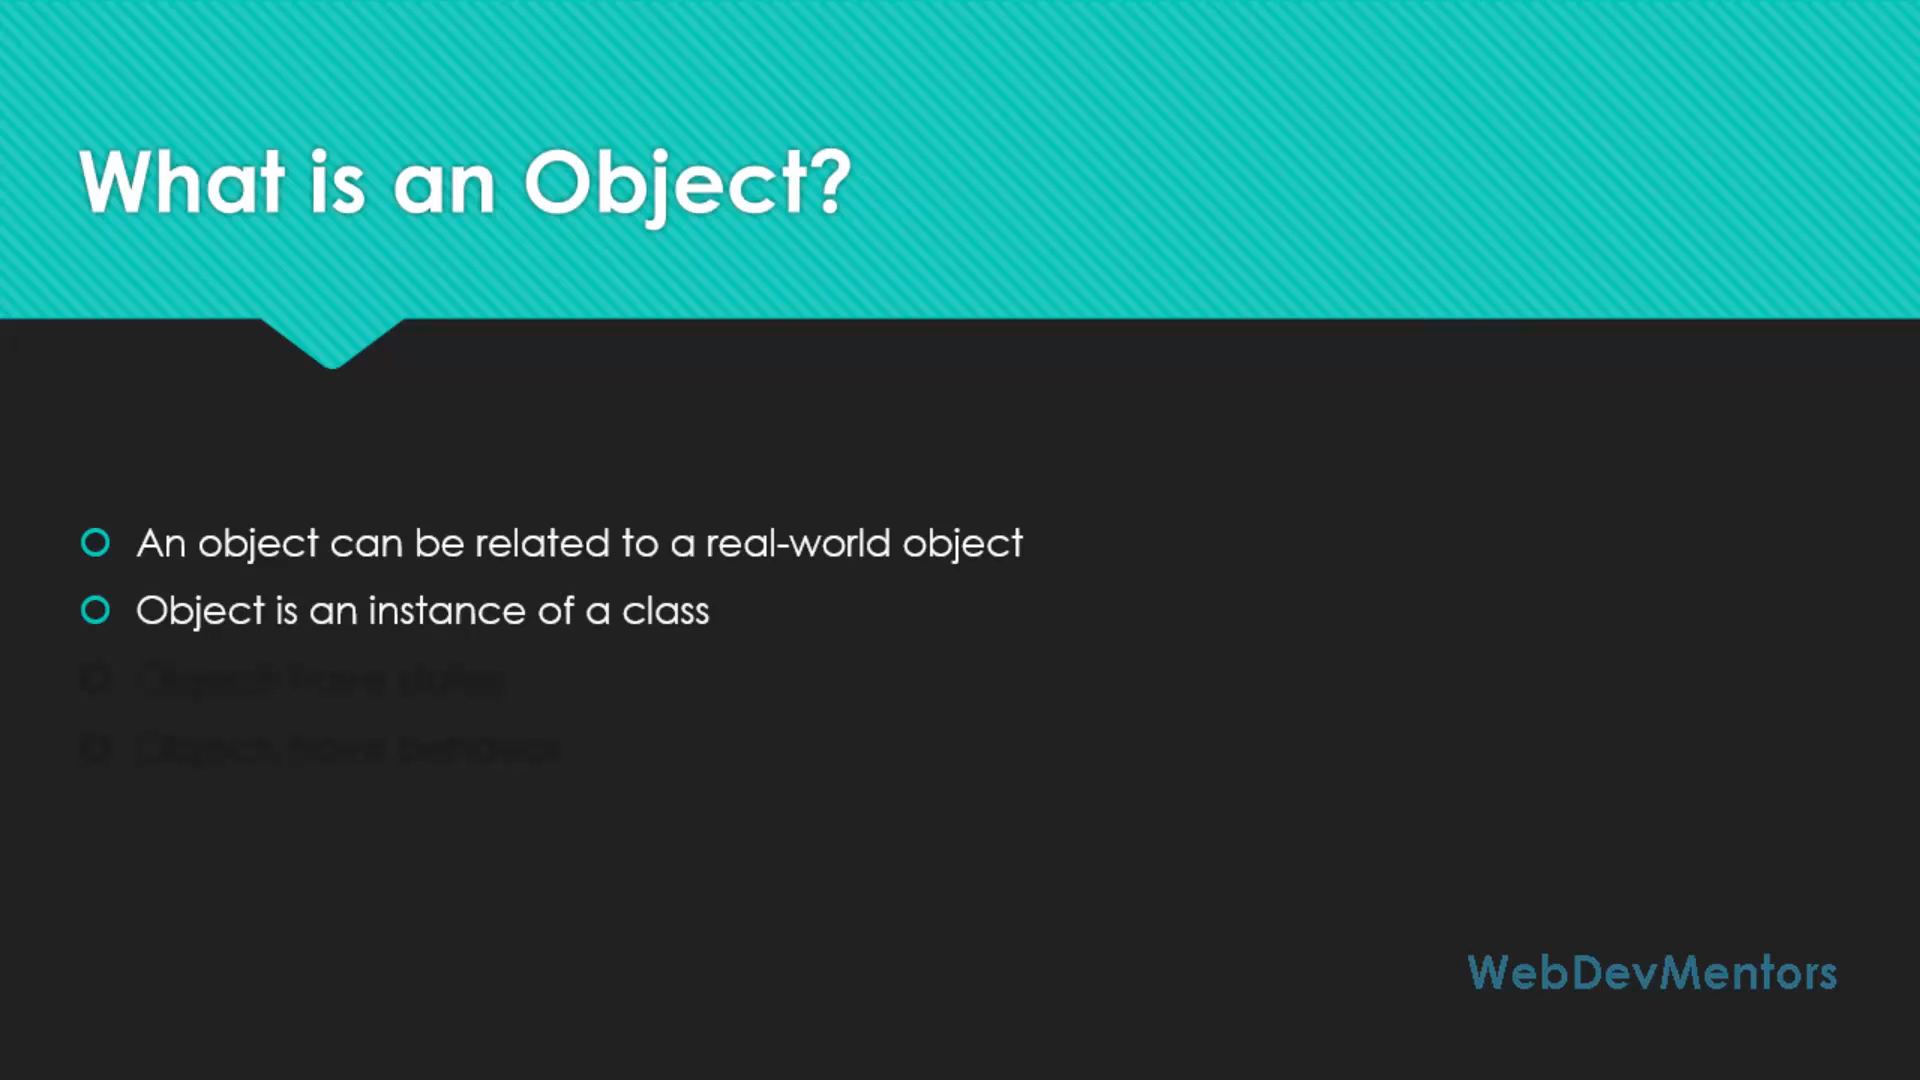 What is an Object?
An object can be related to a real-world object
Object is an instance of a class
WebDevMentors